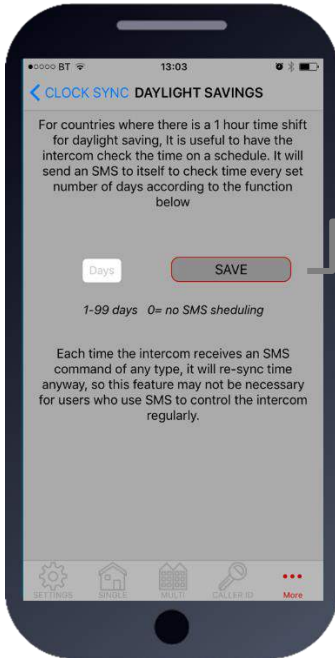 BT 13:03
CLOCK SYNC DAYLIGHT SAVINGS
For countries where there is a 1 hour time shift
for daylight saving, It is useful to have the
intercom check the time on a schedule. It will
send an SMS to itself to check time every set
number of days according to the function
below
Days SAVE
1-99 days 0= no SMS sheduling
Each time the intercom receives an SMS
command of any type, it will re-sync time
anyway, so this feature may not be necessary
for users who use SMS to control the intercom
regularly.
SETTINGS SINGLE MULTI CALLER ID More